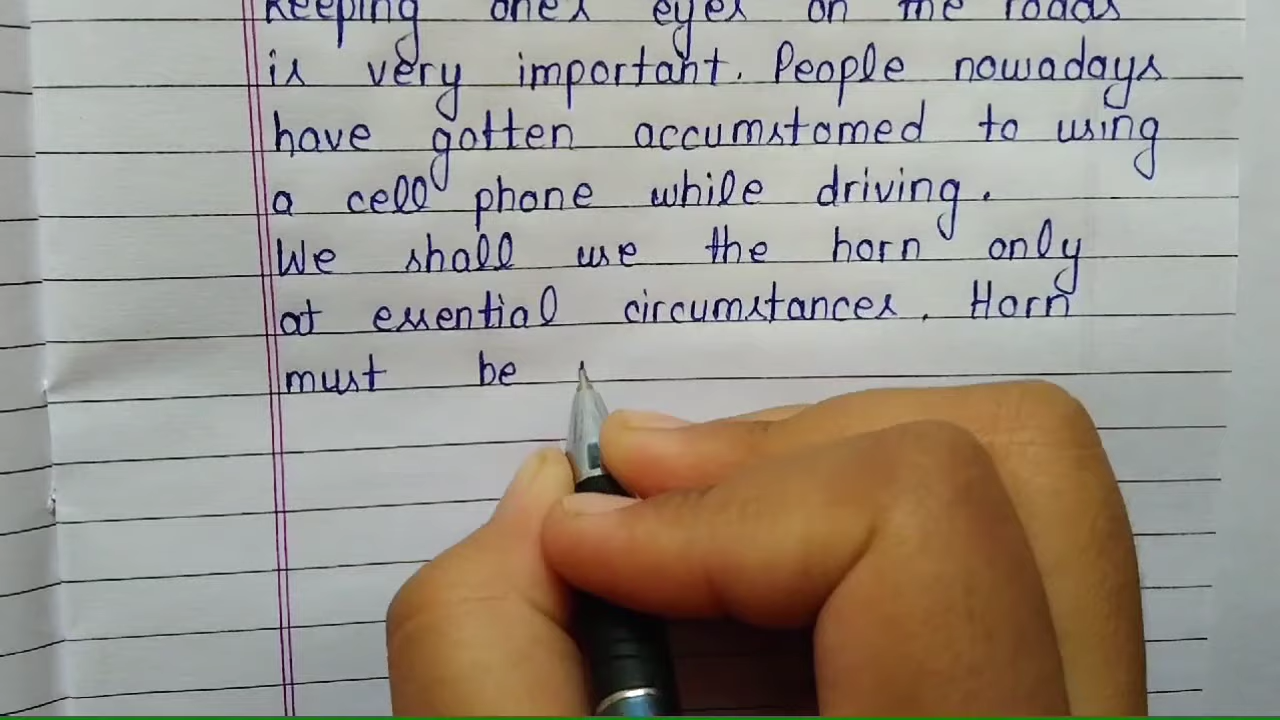 Keeping ones eyes on the roads
is very important. People nowadays
have gotten accumstomed to using
a cell phone while driving.
We shall use the horn only
at essential circumstances. Horn
must be